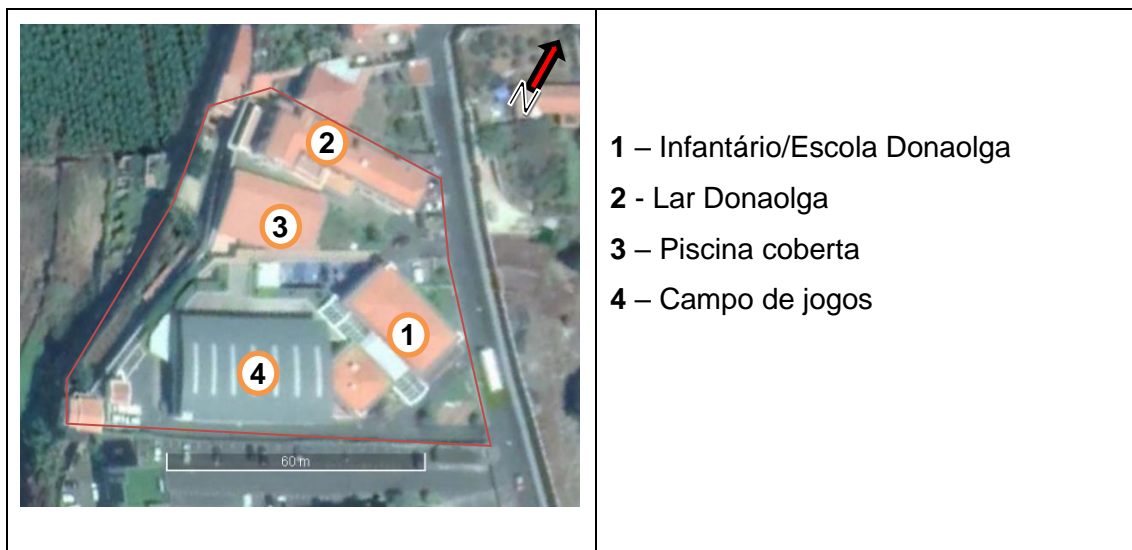 N
2
3
1
4
60 m
1 – Infantário/Escola Donaolga
2 - Lar Donaolga
3 – Piscina coberta
4 – Campo de jogos